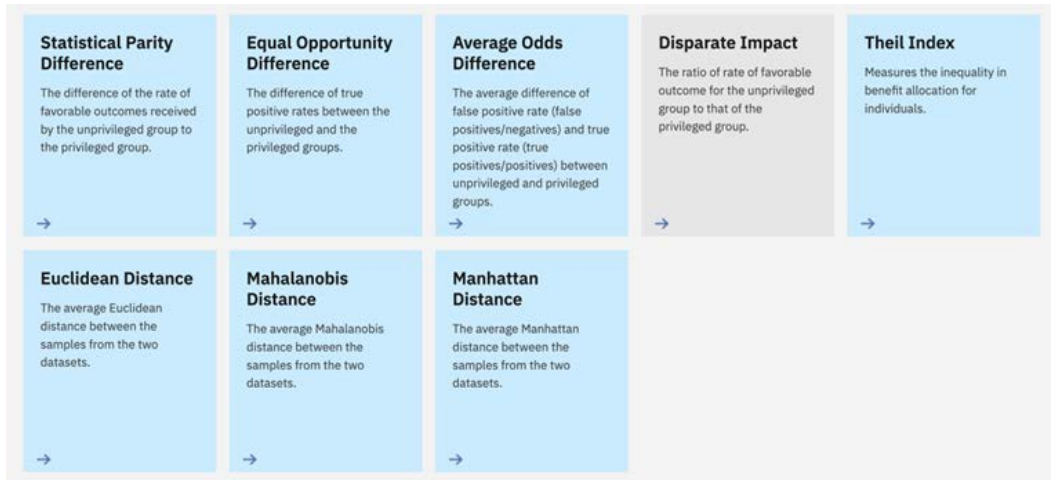 Statistical Parity
Difference
The difference of the rate of
favorable outcomes received
by the unprivileged group to
the privileged group.
Equal Opportunity
Difference
The difference of true
positive rates between the
unprivileged and the
privileged groups.
Average Odds
Difference
The average difference of
false positive rate (false
positives/negatives) and true
positive rate (true
positives/positives) between
unprivileged and privileged
groups.
Disparate Impact
The ratio of rate of favorable
outcome for the unprivileged
group to that of the
privileged group.
Theil Index
Measures the inequality in
benefit allocation for
individuals.
Euclidean Distance
The average Euclidean
distance between the
samples from the two
datasets.
Mahalanobis
Distance
The average Mahalanobis
distance between the
samples from the two
datasets.
Manhattan
Distance
The average Manhattan
distance between the
samples from the two
datasets.